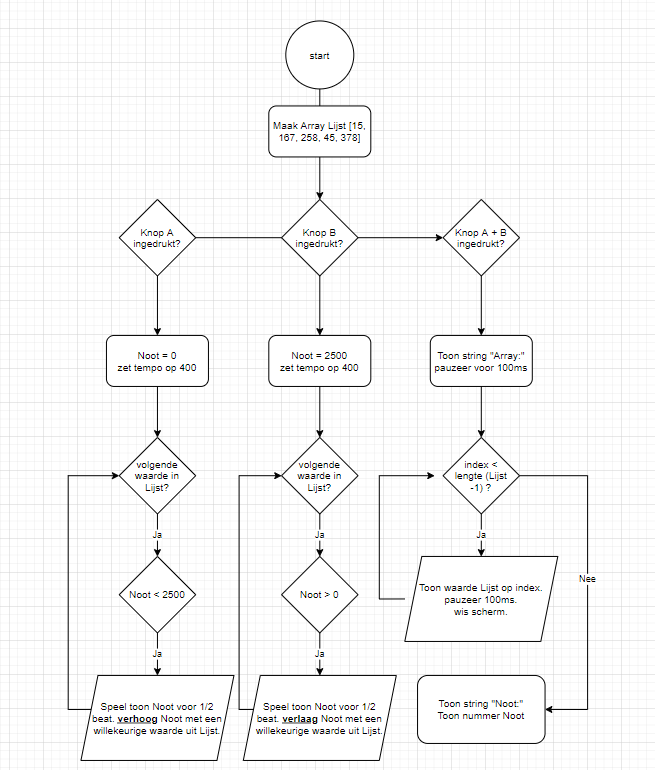 start
Maak Array Lijst [15,
167, 258, 45, 378]
Knop A
ingedrukt?
Knop B
ingedrukt?
Knop A + B
ingedrukt?
Noot = 0
zet tempo op 400
Noot = 2500
zet tempo op 400
Toon string "Array:"
pauzeer voor 100ms
volgende
waarde in
Lijst?
volgende
waarde in
Lijst?
index <
lengte (Lijst
-1) ?
Ja
Ja
Ja
Nee
Noot < 2500
Noot > 0
Toon waarde Lijst op index.
pauzeer 100ms.
wis scherm.
Ja
Ja
Speel toon Noot voor 1/2
beat. verhoog Noot met een
willekeurige waarde uit Lijst.
Speel toon Noot voor 1/2
beat. verlaag Noot met een
willekeurige waarde uit Lijst.
Toon string "Noot:"
Toon nummer Noot